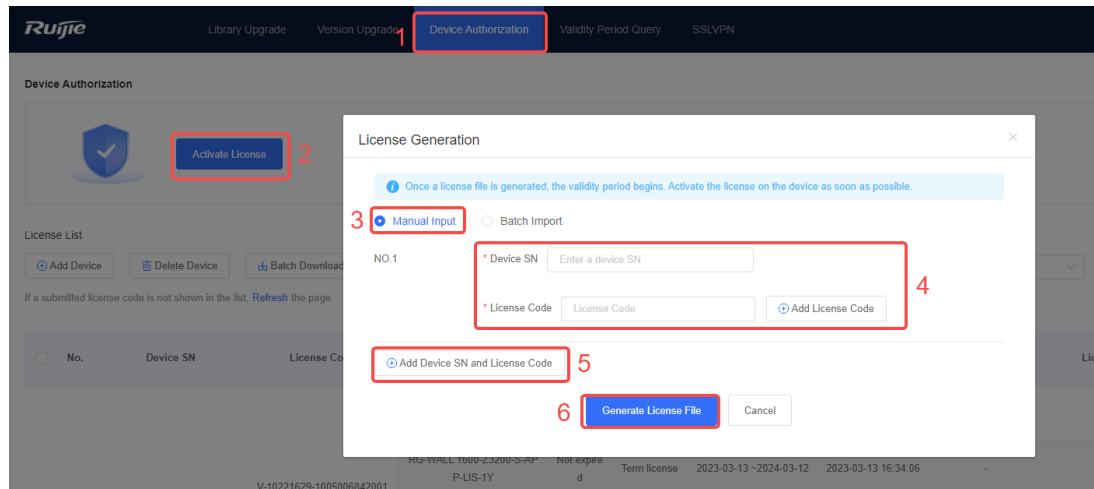 Ruijie
Library Upgrade
Version Upgrade
1
Device Authorization
Validity Period Query
SSLVPN
Device Authorization
Activate License
2
License Generation
Once a license file is generated, the validity period begins. Activate the license on the device as soon as possible.
3
Manual Input
Batch Import
NO.1
* Device SN
Enter a device SN
* License Code
License Code
Add License Code
4
Add Device SN and License Code
5
6
Generate License File
Cancel
License List
Add Device
Delete Device
Batch Download
If a submitted license code is not shown in the list, Refresh the page.
No.
Device SN
License Co
Lic
RG-WALL 1600-Z3200-S-AP
P-LIS-1Y
Not expire
d
Term license
2023-03-13 ~2024-03-12
2023-03-13 16:34:06
-
V-10221629-1005006842001